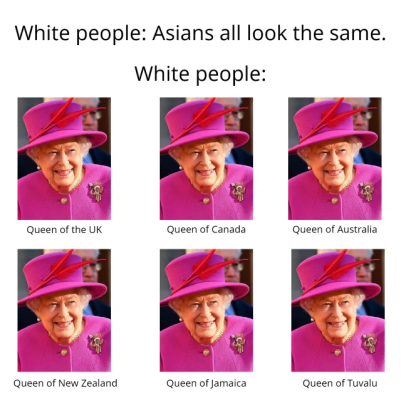 White people: Asians all look the same.
White people:
Queen of the UK
Queen of Canada
Queen of Australia
Queen of New Zealand
Queen of Jamaica
Queen of Tuvalu